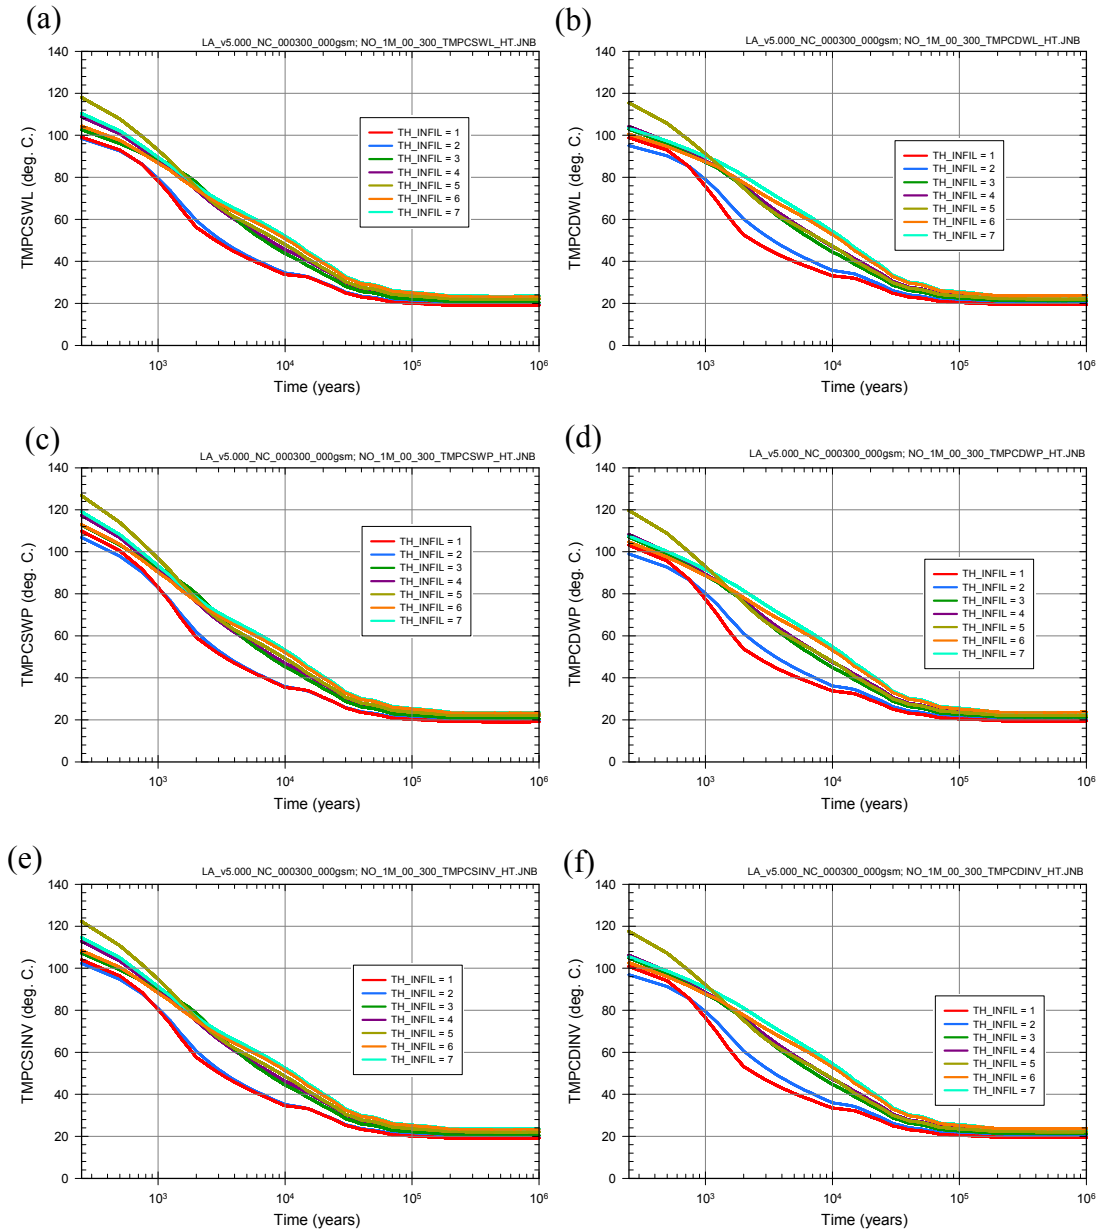 (a)
LA_v5.000_NC_000300_000gsm; NO_1M_00_300_TMPCSWL_HT.JNB
140
120
100
80
60
40
20
0
TMPCSWL (deg. C.)
TH_INFIL = 1
TH_INFIL = 2
TH_INFIL = 3
TH_INFIL = 4
TH_INFIL = 5
TH_INFIL = 6
TH_INFIL = 7
10³ 10⁴ 10⁵ 10⁶
Time (years)
(b)
LA_v5.000_NC_000300_000gsm; NO_1M_00_300_TMPCDWL_HT.JNB
140
120
100
80
60
40
20
0
TMPCDWL (deg. C.)
TH_INFIL = 1
TH_INFIL = 2
TH_INFIL = 3
TH_INFIL = 4
TH_INFIL = 5
TH_INFIL = 6
TH_INFIL = 7
10³ 10⁴ 10⁵ 10⁶
Time (years)
(c)
LA_v5.000_NC_000300_000gsm; NO_1M_00_300_TMPCSWP_HT.JNB
140
120
100
80
60
40
20
0
TMPCSWP (deg. C.)
TH_INFIL = 1
TH_INFIL = 2
TH_INFIL = 3
TH_INFIL = 4
TH_INFIL = 5
TH_INFIL = 6
TH_INFIL = 7
10³ 10⁴ 10⁵ 10⁶
Time (years)
(d)
LA_v5.000_NC_000300_000gsm; NO_1M_00_300_TMPCDWP_HT.JNB
140
120
100
80
60
40
20
0
TMPCDWP (deg. C.)
TH_INFIL = 1
TH_INFIL = 2
TH_INFIL = 3
TH_INFIL = 4
TH_INFIL = 5
TH_INFIL = 6
TH_INFIL = 7
10³ 10⁴ 10⁵ 10⁶
Time (years)
(e)
LA_v5.000_NC_000300_000gsm; NO_1M_00_300_TMPCSINV_HT.JNB
140
120
100
80
60
40
20
0
TMPCSINV (deg. C.)
TH_INFIL = 1
TH_INFIL = 2
TH_INFIL = 3
TH_INFIL = 4
TH_INFIL = 5
TH_INFIL = 6
TH_INFIL = 7
10³ 10⁴ 10⁵ 10⁶
Time (years)
(f)
LA_v5.000_NC_000300_000gsm; NO_1M_00_300_TMPCDINV_HT.JNB
140
120
100
80
60
40
20
0
TMPCDINV (deg. C.)
TH_INFIL = 1
TH_INFIL = 2
TH_INFIL = 3
TH_INFIL = 4
TH_INFIL = 5
TH_INFIL = 6
TH_INFIL = 7
10³ 10⁴ 10⁵ 10⁶
Time (years)